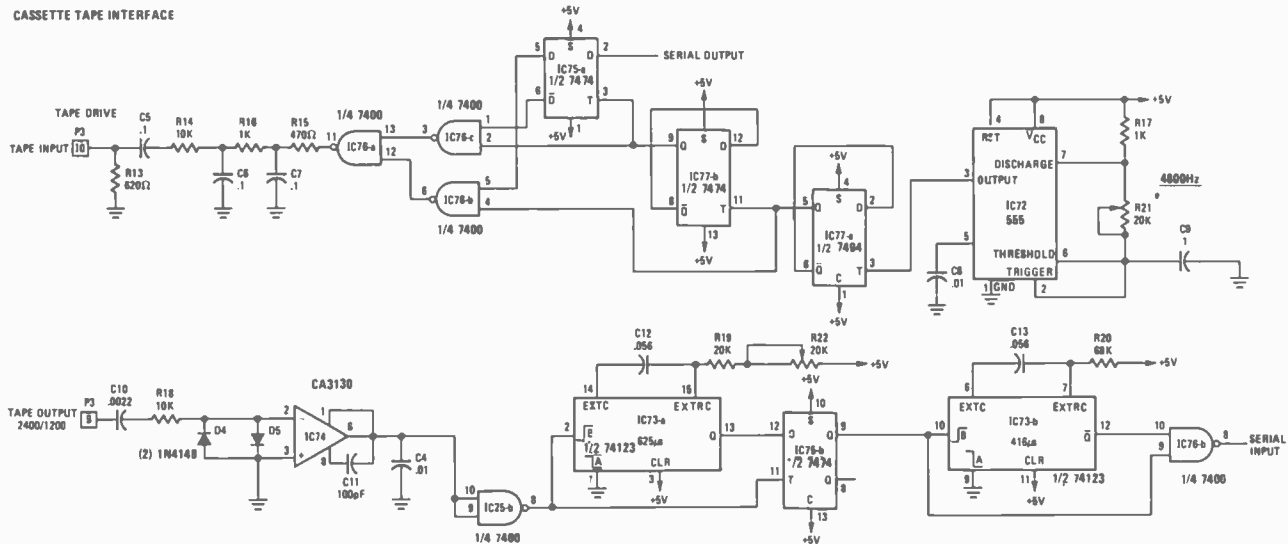 CASSETTE TAPE INTERFACE
TAPE DRIVE
P3
10
TAPE INPUT
R13
620Ω
C5
.1
R14
10K
C6
.1
R16
1K
C7
.1
R15
470Ω
1/4 7400
11
IC76-a
13
12
1/4 7400
3
IC76-c
1
2
6
IC76-b
5
4
1/4 7400
+5V
4
5
D
S
D
2
SERIAL OUTPUT
IC75-a
1/2 7474
6
D
T
3
+5V
1
+5V
9
Q
S
D
12
IC77-b
1/2 7474
8
Q
T
11
13
+5V
+5V
4
5
Q
D
2
IC77-a
1/2 7494
6
Q
T
3
C
1
+5V
4
8
RST
VCC
DISCHARGE
7
3
OUTPUT
IC72
555
5
THRESHOLD
6
TRIGGER
2
1
GND
C8
.01
+5V
R17
1K
4800Hz
R21
20K
C9
1
TAPE OUTPUT
2400/1200
P3
C10
.0022
R18
10K
D4
D5
(2) 1N4148
CA3130
2
1
6
IC74
3
8
C11
100pF
C4
.01
10
9
IC25-b
8
1/4 7400
C12
.056
R19
20K
R22
20K
+5V
14
15
EXTC
EXTRC
IC73-a
2
1/2 74123
625µs
Q
13
A
CLR
1
3
+5V
+5V
10
12
S
Q
9
1/2 7474
11
T
Q
8
C
13
+5V
C13
.056
R20
68K
+5V
6
7
EXTC
EXTRC
10
B
IC73-b
416µs
Q
12
A
CLR
9
11
+5V
1/2 74123
10
9
IC76-b
8
SERIAL
INPUT
1/4 7400